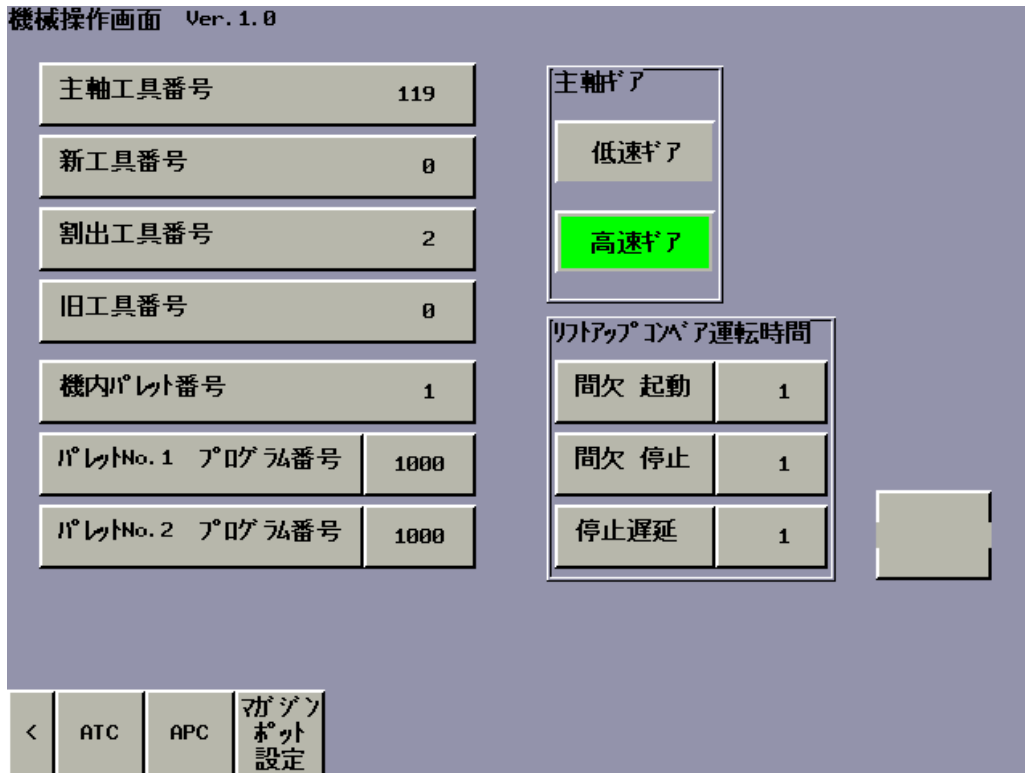 機械操作画面 Ver.1.0
主軸工具番号 119
新工具番号 0
割出工具番号 2
旧工具番号 0
機内ﾊﾟﾚｯﾄ番号 1
ﾊﾟﾚｯﾄNo.1 ﾌﾟﾛｸﾞﾗﾑ番号 1000
ﾊﾟﾚｯﾄNo.2 ﾌﾟﾛｸﾞﾗﾑ番号 1000
主軸ｷﾞｱ
低速ｷﾞｱ
高速ｷﾞｱ
ﾘﾌﾄｱｯﾌﾟｺﾝﾍﾞｱ運転時間
間欠 起動 1
間欠 停止 1
停止遅延 1
<
ATC
APC
ﾏｶﾞｼﾞﾝ
ﾎﾟｯﾄ
設定